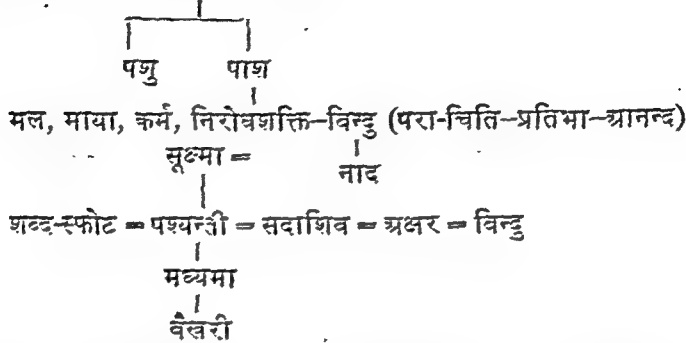 पशु पाश
मल, माया, कर्म, निरोधशक्ति–विन्दु (परा-चिति–प्रतिभा–आनन्द)
सूक्ष्मा = नाद
शब्द-स्फोट = पश्यन्ती = सदाशिव = अक्षर = विन्दु
मध्यमा
वैखरी